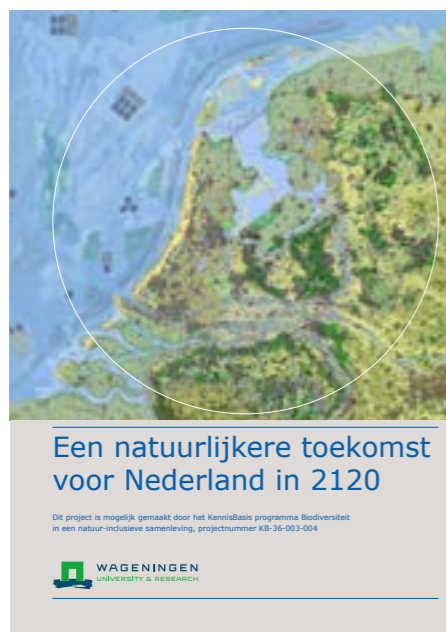 Een natuurlijkere toekomst
voor Nederland in 2120
Dit project is mogelijk gemaakt door het KennisBasis programma Biodiversiteit
in een natuur-inclusieve samenleving, projectnummer KB-36-003-004
WAGENINGEN
UNIVERSITY & RESEARCH